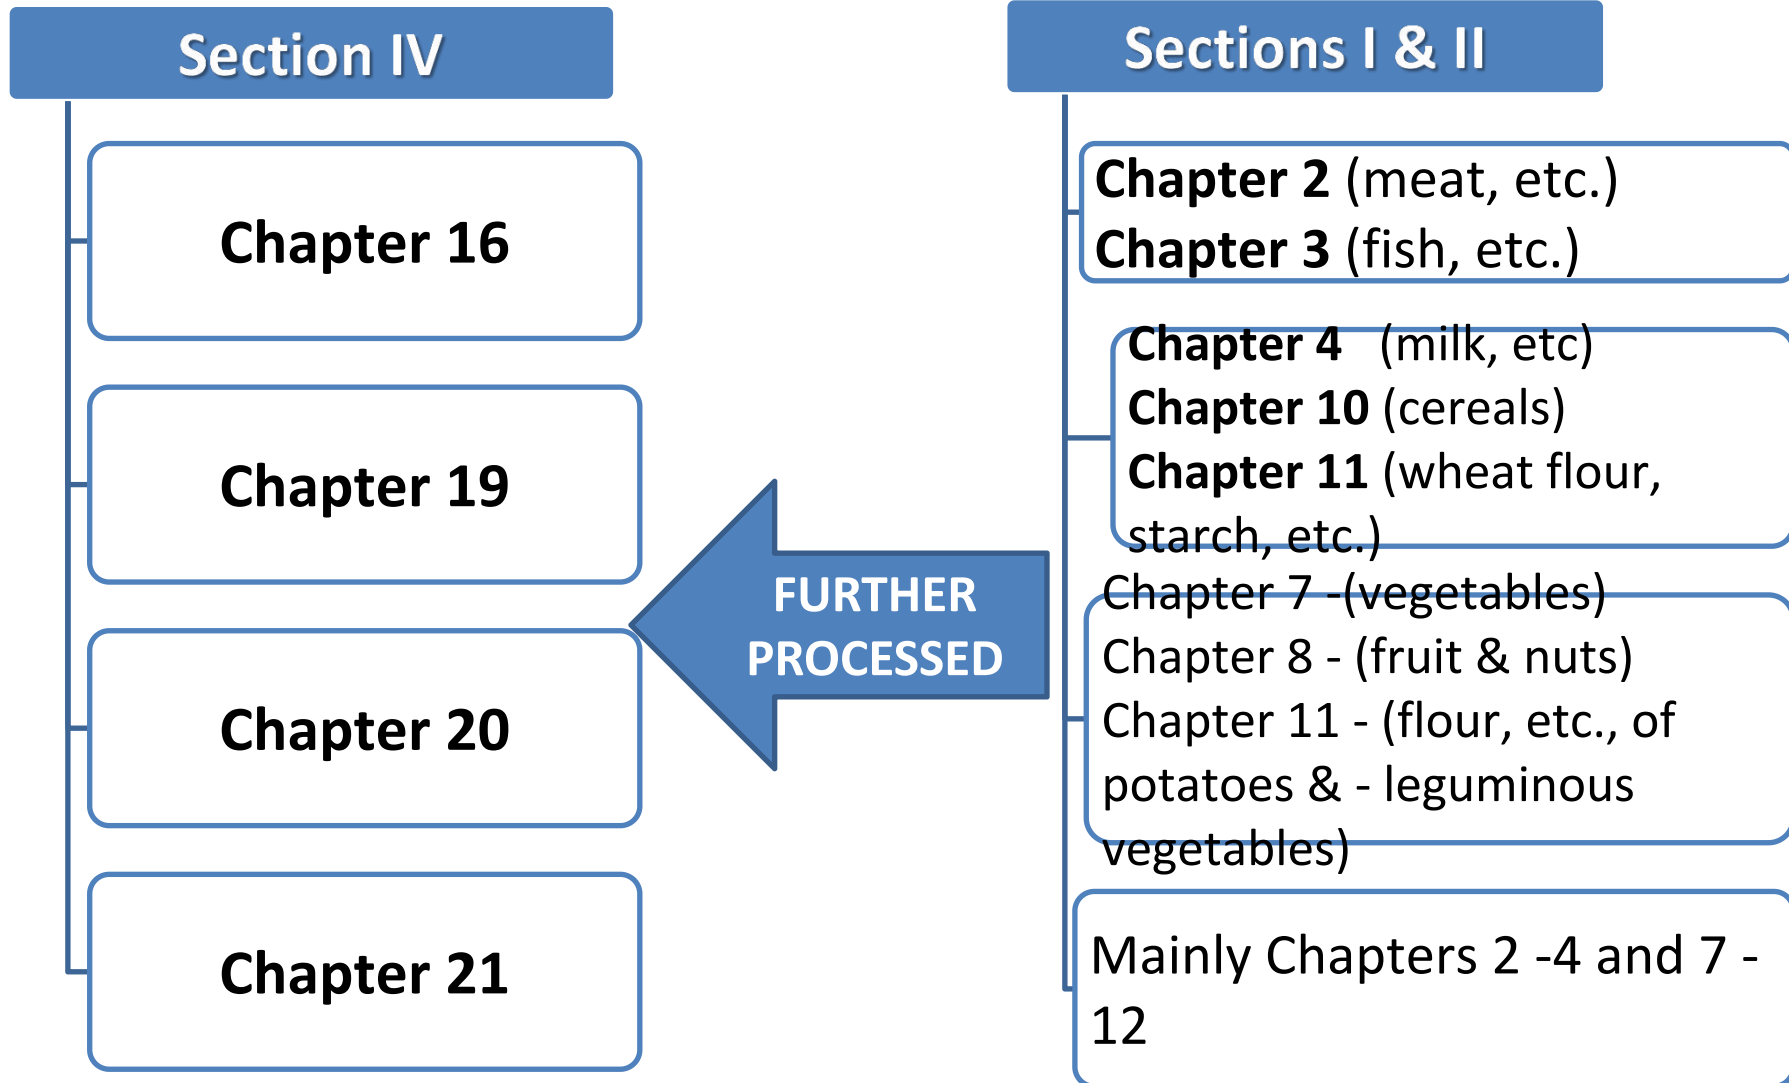 Section IV
Chapter 16
Chapter 19
Chapter 20
Chapter 21
FURTHER
PROCESSED
Sections I & II
Chapter 2 (meat, etc.)
Chapter 3 (fish, etc.)
Chapter 4 (milk, etc)
Chapter 10 (cereals)
Chapter 11 (wheat flour,
starch, etc.)
Chapter 7 -(vegetables)
Chapter 8 - (fruit & nuts)
Chapter 11 - (flour, etc., of
potatoes & - leguminous
vegetables)
Mainly Chapters 2 -4 and 7 -
12